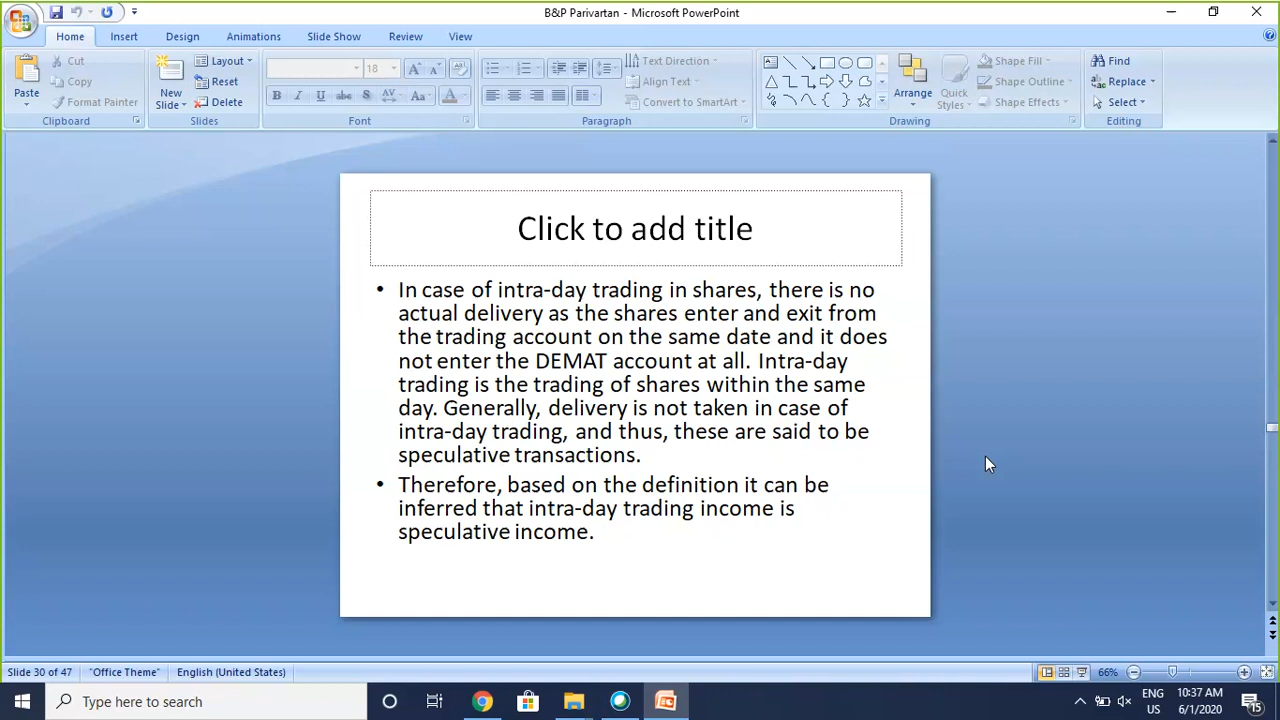 B&P Parivartan - Microsoft PowerPoint
Home Insert Design Animations Slide Show Review View
Paste
Cut
Copy
Format Painter
Clipboard
New
Slide
Layout
Reset
Delete
Slides
18
B I U abc S AV Aa A
Font
Text Direction
Align Text
Convert to SmartArt
Paragraph
Arrange
Quick
Styles
Shape Fill
Shape Outline
Shape Effects
Drawing
Find
Replace
Select
Editing
Click to add title
• In case of intra-day trading in shares, there is no
actual delivery as the shares enter and exit from
the trading account on the same date and it does
not enter the DEMAT account at all. Intra-day
trading is the trading of shares within the same
day. Generally, delivery is not taken in case of
intra-day trading, and thus, these are said to be
speculative transactions.
• Therefore, based on the definition it can be
inferred that intra-day trading income is
speculative income.
Slide 30 of 47 "Office Theme" English (United States) 66%
Type here to search
ENG
US
10:37 AM
6/1/2020
15